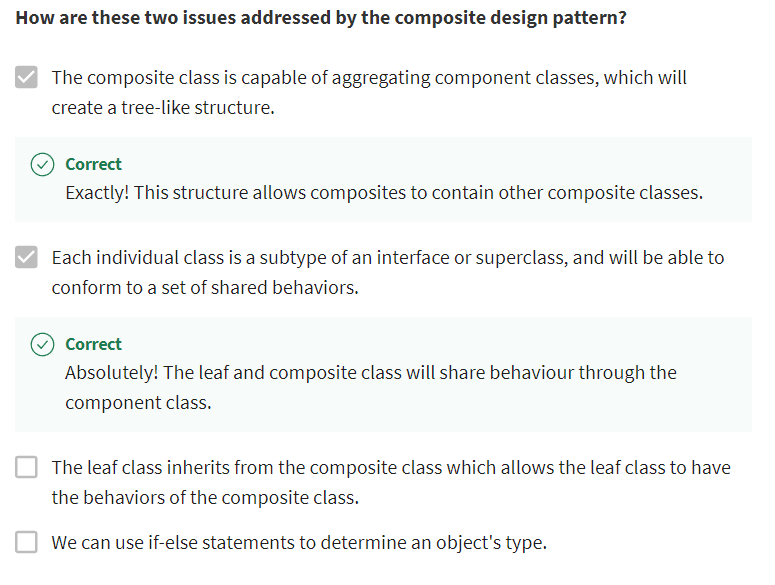 How are these two issues addressed by the composite design pattern?
The composite class is capable of aggregating component classes, which will
create a tree-like structure.
Correct
Exactly! This structure allows composites to contain other composite classes.
Each individual class is a subtype of an interface or superclass, and will be able to
conform to a set of shared behaviors.
Correct
Absolutely! The leaf and composite class will share behaviour through the
component class.
The leaf class inherits from the composite class which allows the leaf class to have
the behaviors of the composite class.
We can use if-else statements to determine an object's type.